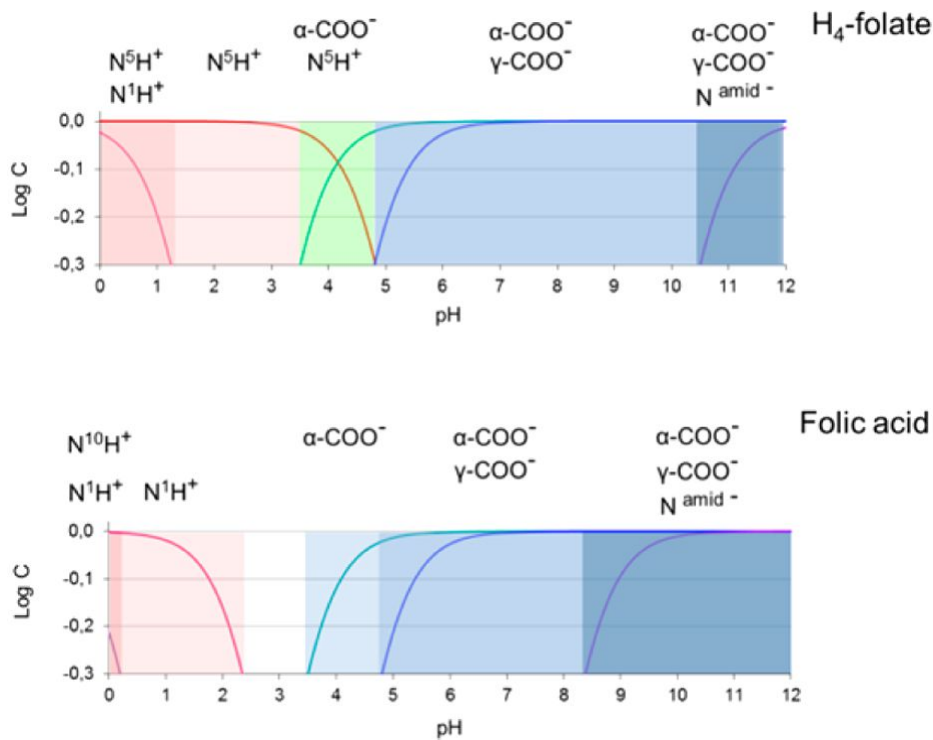 H₄-folate
α-COO⁻ α-COO⁻ α-COO⁻
N⁵H⁺ N⁵H⁺ N⁵H⁺ γ-COO⁻ γ-COO⁻
N¹H⁺ N ᵃᵐⁱᵈ ⁻
0,0
-0,1
-0,2
-0,3
Log C
0 1 2 3 4 5 6 7 8 9 10 11 12
pH
Folic acid
N¹⁰H⁺ α-COO⁻ α-COO⁻ α-COO⁻
γ-COO⁻ γ-COO⁻
N¹H⁺ N¹H⁺ N ᵃᵐⁱᵈ ⁻
0,0
-0,1
-0,2
-0,3
Log C
0 1 2 3 4 5 6 7 8 9 10 11 12
pH